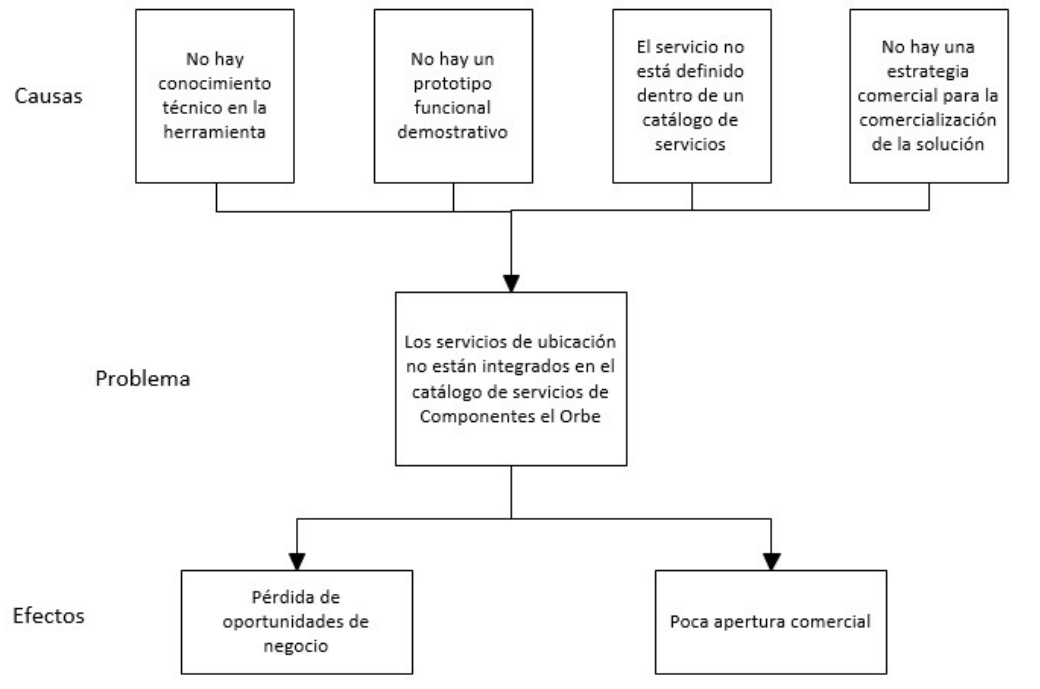 Causas
No hay
conocimiento
técnico en la
herramienta
No hay un
prototipo
funcional
demostrativo
El servicio no
está definido
dentro de un
catálogo de
servicios
No hay una
estrategia
comercial para la
comercialización
de la solución
Problema
Los servicios de ubicación
no están integrados en el
catálogo de servicios de
Componentes el Orbe
Efectos
Pérdida de
oportunidades de
negocio
Poca apertura comercial